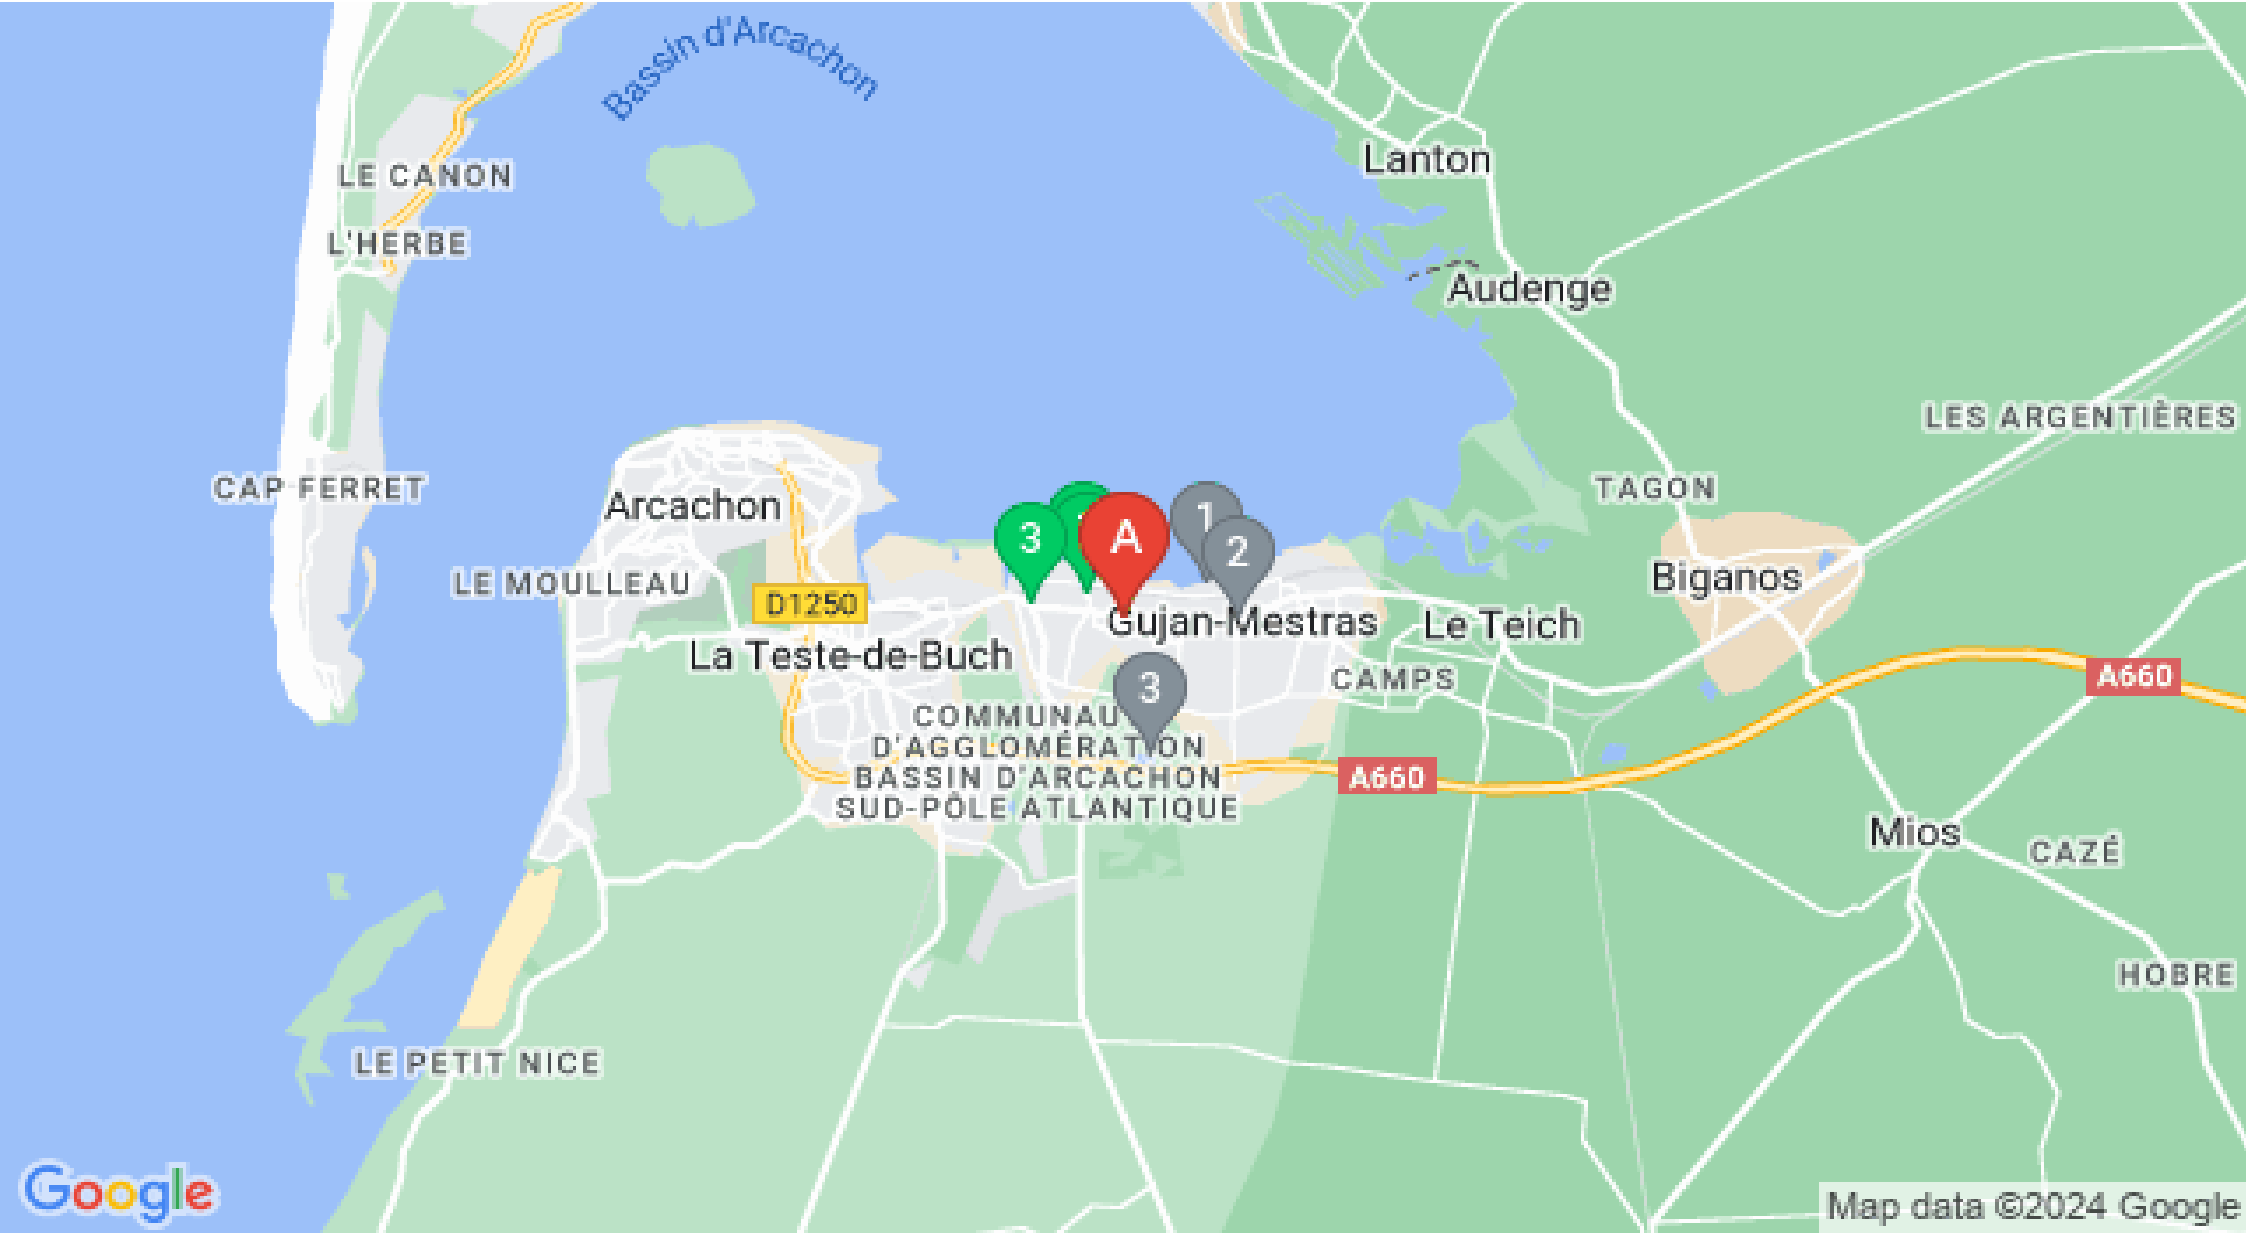 Bassin d'Arcachon
Lanton
LE CANON
L'HERBE
Audenge
LES ARGENTIÈRES
CAP FERRET
TAGON
Arcachon
3
A
1
2
LE MOULLEAU
D1250
Biganos
Gujan-Mestras
Le Teich
La Teste-de-Buch
CAMPS
3
A660
COMMUNAU
D'AGGLOMÉRATION
BASSIN D'ARCACHON
SUD-PÔLE ATLANTIQUE
A660
Mios
CAZÉ
HOBRE
LE PETIT NICE
Google
Map data ©2024 Google